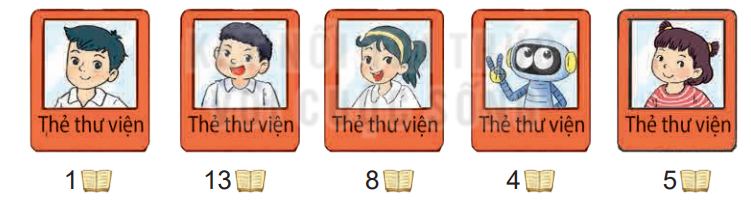 Thẻ thư viện Thẻ thư viện Thẻ thư viện Thẻ thư viện Thẻ thư viện
1 13 8 4 5